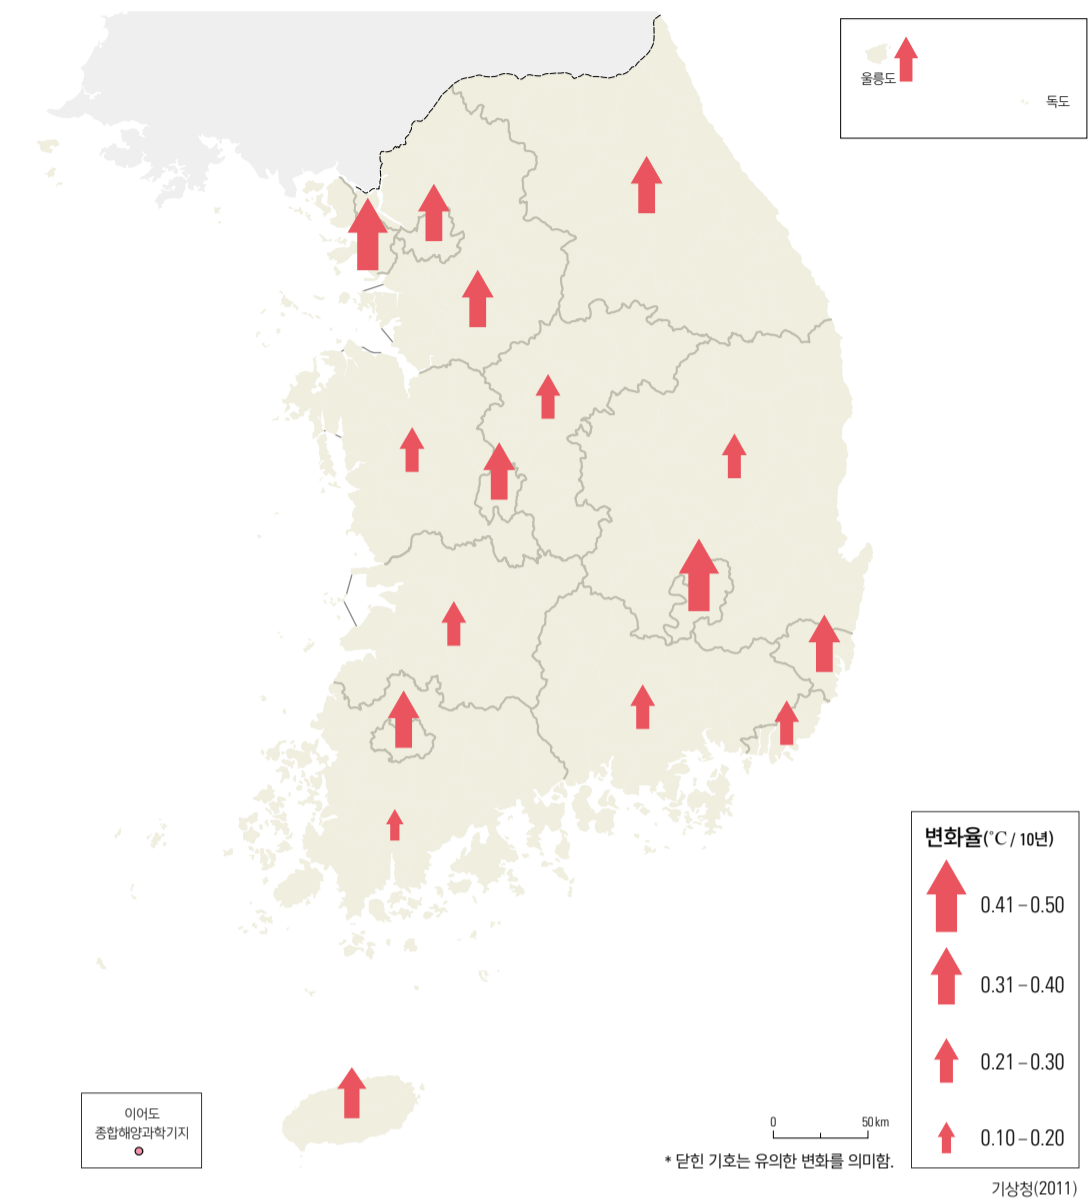 울릉도
독도
변화율(℃ / 10년)
0.41 – 0.50
0.31 – 0.40
0.21 – 0.30
0.10 – 0.20
이어도
종합해양과학기지
0 50 km
* 닫힌 기호는 유의한 변화를 의미함.
기상청(2011)